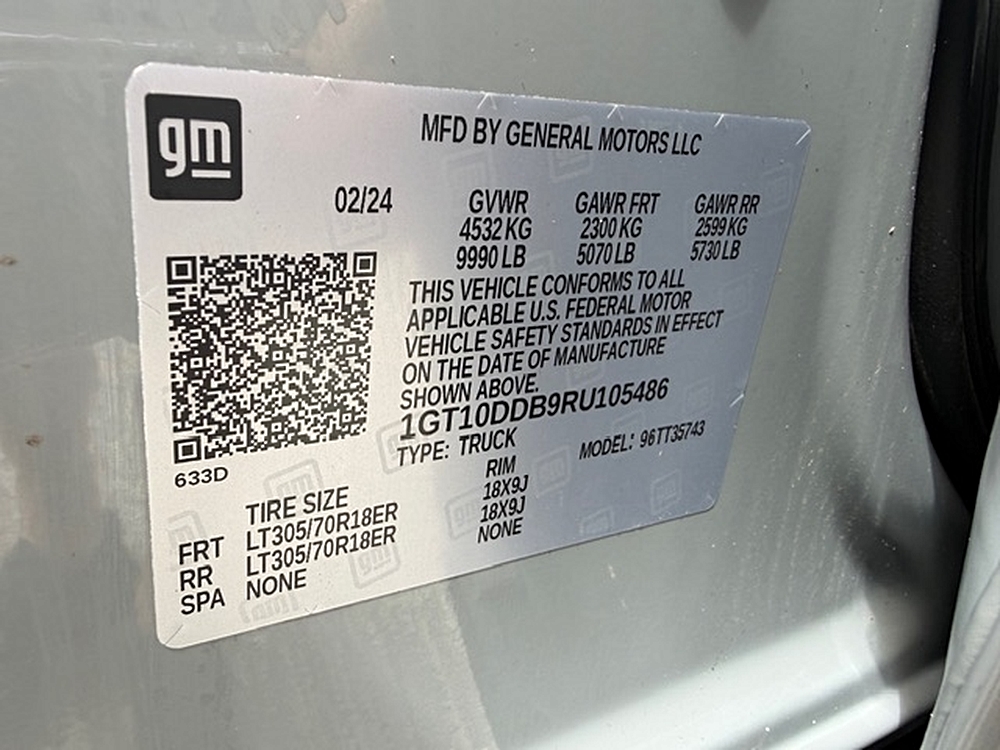 gm
MFD BY GENERAL MOTORS LLC
02/24 GVWR GAWR FRT GAWR RR
4532 KG 2300 KG 2599 KG
9990 LB 5070 LB 5730 LB
THIS VEHICLE CONFORMS TO ALL
APPLICABLE U.S. FEDERAL MOTOR
VEHICLE SAFETY STANDARDS IN EFFECT
ON THE DATE OF MANUFACTURE
SHOWN ABOVE.
1GT10DDB9RU105486
TYPE: TRUCK MODEL: 96TT35743
633D
TIRE SIZE RIM
FRT LT305/70R18ER 18X9J
RR LT305/70R18ER 18X9J
SPA NONE NONE